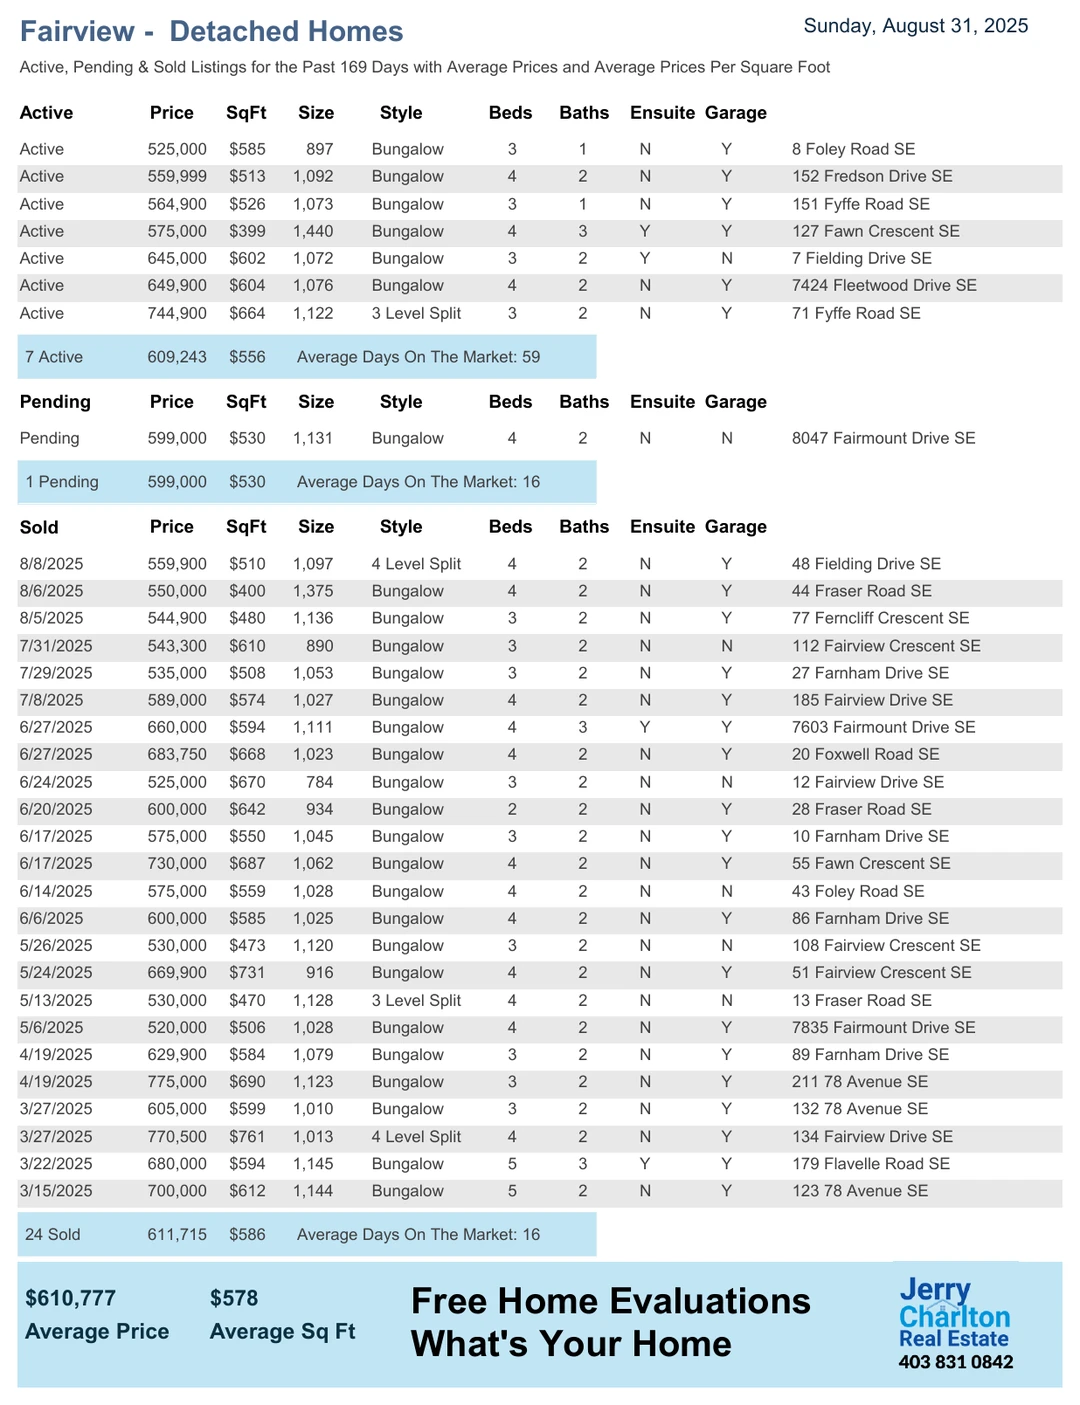 Fairview - Detached Homes
Sunday, August 31, 2025
Active, Pending & Sold Listings for the Past 169 Days with Average Prices and Average Prices Per Square Foot
Active Price SqFt Size Style Beds Baths Ensuite Garage
Active 525,000 $585 897 Bungalow 3 1 N Y 8 Foley Road SE
Active 559,999 $513 1,092 Bungalow 4 2 N Y 152 Fredson Drive SE
Active 564,900 $526 1,073 Bungalow 3 1 N Y 151 Fyffe Road SE
Active 575,000 $399 1,440 Bungalow 4 3 Y Y 127 Fawn Crescent SE
Active 645,000 $602 1,072 Bungalow 3 2 Y N 7 Fielding Drive SE
Active 649,900 $604 1,076 Bungalow 4 2 N Y 7424 Fleetwood Drive SE
Active 744,900 $664 1,122 3 Level Split 3 2 N Y 71 Fyffe Road SE
7 Active 609,243 $556 Average Days On The Market: 59
Pending Price SqFt Size Style Beds Baths Ensuite Garage
Pending 599,000 $530 1,131 Bungalow 4 2 N N 8047 Fairmount Drive SE
1 Pending 599,000 $530 Average Days On The Market: 16
Sold Price SqFt Size Style Beds Baths Ensuite Garage
8/8/2025 559,900 $510 1,097 4 Level Split 4 2 N Y 48 Fielding Drive SE
8/6/2025 550,000 $400 1,375 Bungalow 4 2 N Y 44 Fraser Road SE
8/5/2025 544,900 $480 1,136 Bungalow 3 2 N Y 77 Ferncliff Crescent SE
7/31/2025 543,300 $610 890 Bungalow 3 2 N N 112 Fairview Crescent SE
7/29/2025 535,000 $508 1,053 Bungalow 3 2 N Y 27 Farnham Drive SE
7/8/2025 589,000 $574 1,027 Bungalow 4 2 N Y 185 Fairview Drive SE
6/27/2025 660,000 $594 1,111 Bungalow 4 3 Y Y 7603 Fairmount Drive SE
6/27/2025 683,750 $668 1,023 Bungalow 4 2 N Y 20 Foxwell Road SE
6/24/2025 525,000 $670 784 Bungalow 3 2 N N 12 Fairview Drive SE
6/20/2025 600,000 $642 934 Bungalow 2 2 N Y 28 Fraser Road SE
6/17/2025 575,000 $550 1,045 Bungalow 3 2 N Y 10 Farnham Drive SE
6/17/2025 730,000 $687 1,062 Bungalow 4 2 N Y 55 Fawn Crescent SE
6/14/2025 575,000 $559 1,028 Bungalow 4 2 N N 43 Foley Road SE
6/6/2025 600,000 $585 1,025 Bungalow 4 2 N Y 86 Farnham Drive SE
5/26/2025 530,000 $473 1,120 Bungalow 3 2 N N 108 Fairview Crescent SE
5/24/2025 669,900 $731 916 Bungalow 4 2 N Y 51 Fairview Crescent SE
5/13/2025 530,000 $470 1,128 3 Level Split 4 2 N N 13 Fraser Road SE
5/6/2025 520,000 $506 1,028 Bungalow 4 2 N Y 7835 Fairmount Drive SE
4/19/2025 629,900 $584 1,079 Bungalow 3 2 N Y 89 Farnham Drive SE
4/19/2025 775,000 $690 1,123 Bungalow 3 2 N Y 211 78 Avenue SE
3/27/2025 605,000 $599 1,010 Bungalow 3 2 N Y 132 78 Avenue SE
3/27/2025 770,500 $761 1,013 4 Level Split 4 2 N Y 134 Fairview Drive SE
3/22/2025 680,000 $594 1,145 Bungalow 5 3 Y Y 179 Flavelle Road SE
3/15/2025 700,000 $612 1,144 Bungalow 5 2 N Y 123 78 Avenue SE
24 Sold 611,715 $586 Average Days On The Market: 16
$610,777 $578
Average Price Average Sq Ft
Free Home Evaluations
What's Your Home
Jerry
Charlton
Real Estate
403 831 0842